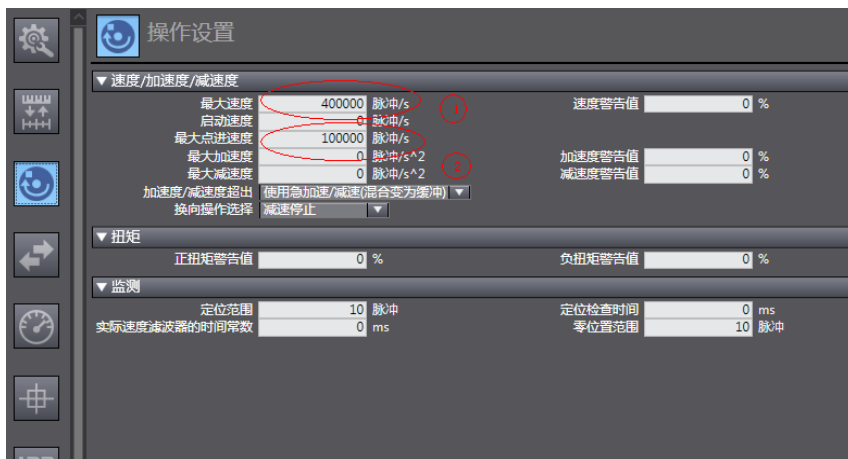 操作设置
▼速度/加速度/减速度
最大速度 400000 脉冲/s 速度警告值 0 %
启动速度 0 脉冲/s
最大点进速度 100000 脉冲/s
最大加速度 0 脉冲/s^2 加速度警告值 0 %
最大减速度 0 脉冲/s^2 减速度警告值 0 %
加速度/减速度超出 使用急加速/减速(混合变为缓冲) ▼
换向操作选择 减速停止 ▼
▼扭矩
正扭矩警告值 0 % 负扭矩警告值 0 %
▼监测
定位范围 10 脉冲 定位检查时间 0 ms
实际速度滤波器的时间常数 0 ms 零位置范围 10 脉冲